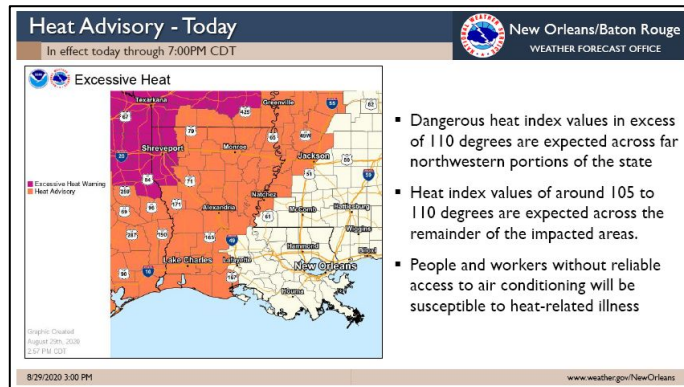 Heat Advisory - Today
In effect today through 7:00PM CDT
New Orleans/Baton Rouge
WEATHER FORECAST OFFICE
Excessive Heat
Texarkana
Greenville
Shreveport
Monroe
Jackson
Natchez
Alexandria
McComb
Hattiesburg
Wiggins
Hammond
Biloxi
Lake Charles
Lafayette
New Orleans
Houma
Excessive Heat Warning
Heat Advisory
Graphic Created
August 29th, 2020
2:57 PM CDT
▪ Dangerous heat index values in excess
of 110 degrees are expected across far
northwestern portions of the state
▪ Heat index values of around 105 to
110 degrees are expected across the
remainder of the impacted areas.
▪ People and workers without reliable
access to air conditioning will be
susceptible to heat-related illness
8/29/2020 3:00 PM
www.weather.gov/NewOrleans